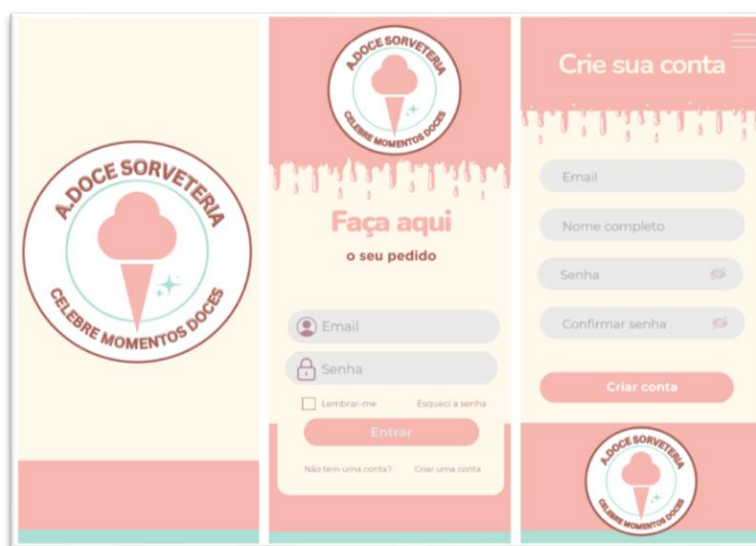 A.DOCE SORVETERIA
CELEBRE MOMENTOS DOCES
A.DOCE SORVETERIA
CELEBRE MOMENTOS DOCES
Faça aqui
o seu pedido
Email
Senha
Lembrar-me
Esqueci a senha
Entrar
Não tem uma conta?
Criar uma conta
Crie sua conta
Email
Nome completo
Senha
Confirmar senha
Criar conta
A.DOCE SORVETERIA
CELEBRE MOMENTOS DOCES